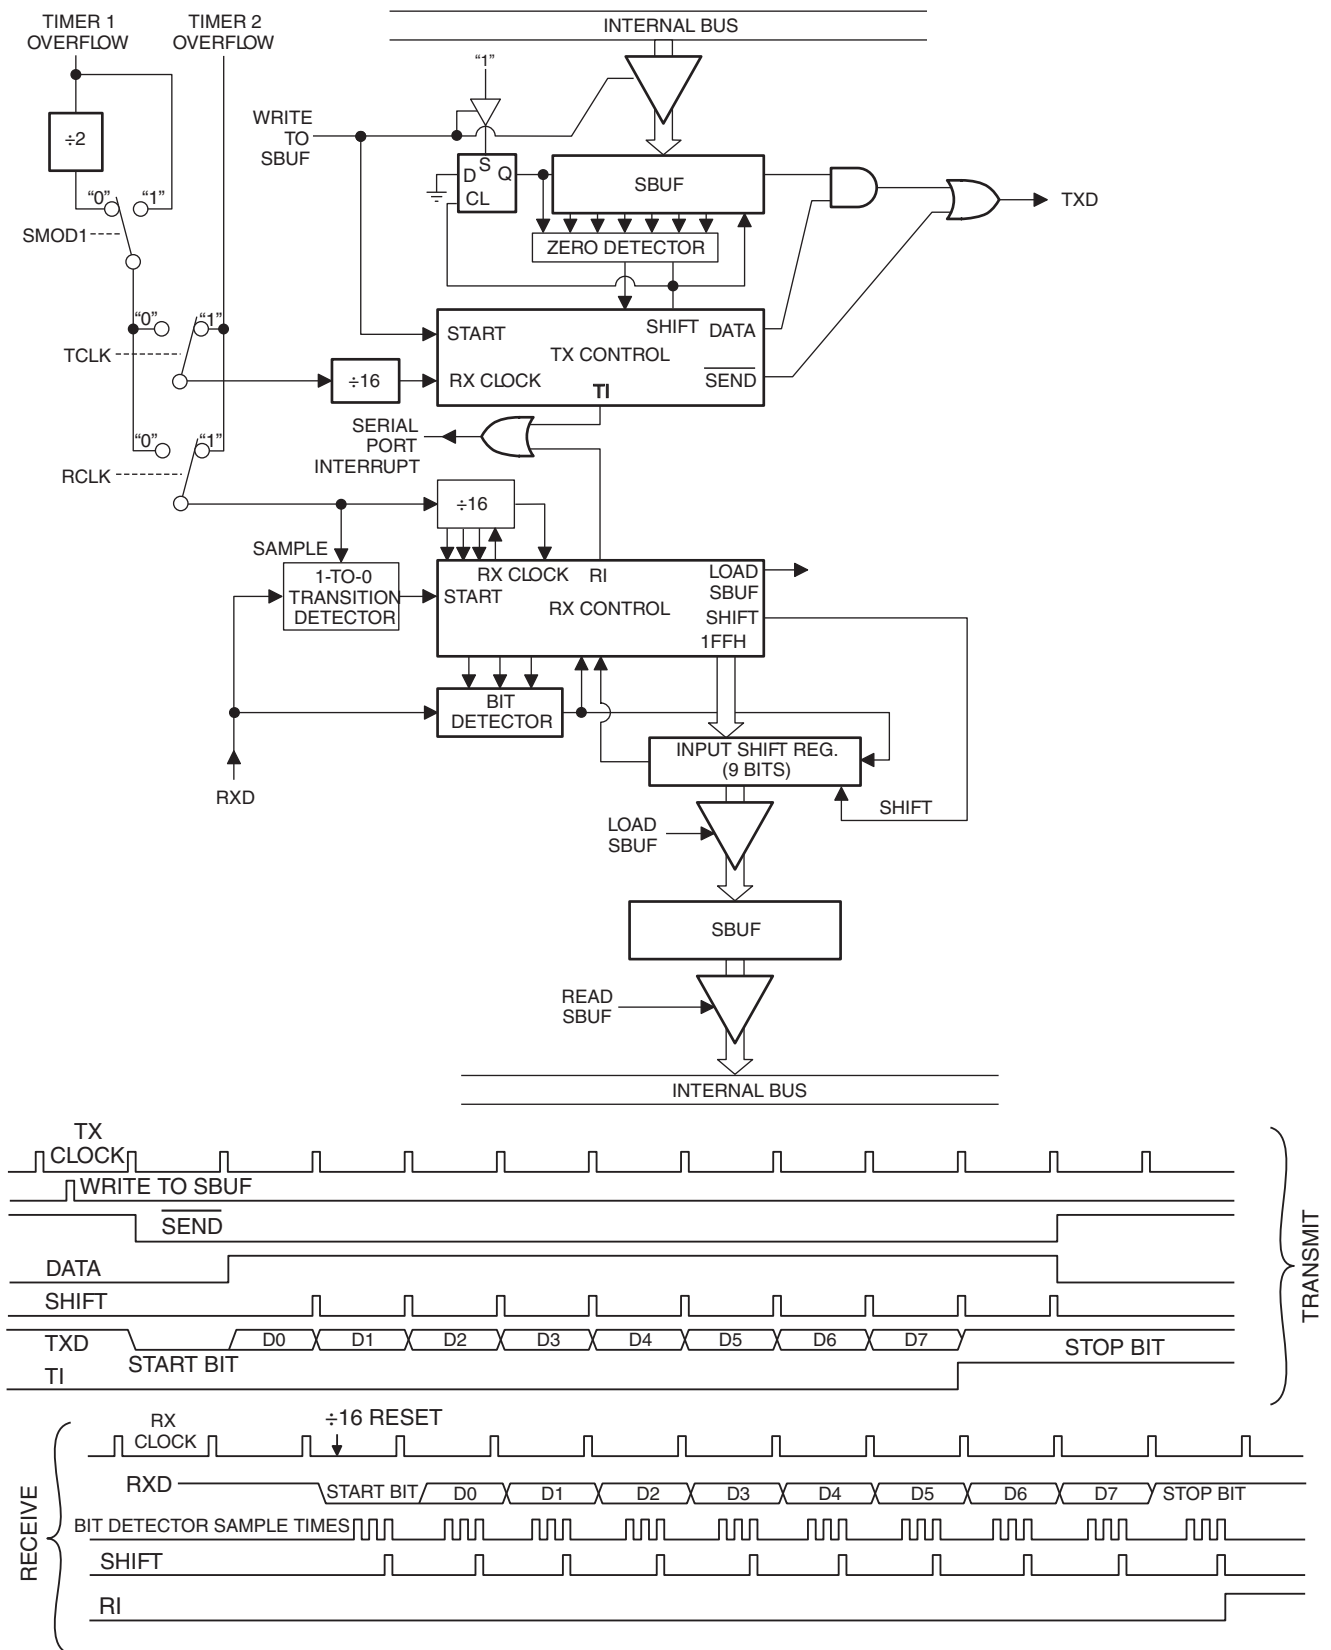 TIMER 1
OVERFLOW
TIMER 2
OVERFLOW
INTERNAL BUS
“1”
WRITE
TO
SBUF
÷2
D
S
Q
CL
SBUF
TXD
“0”
“1”
SMOD1
ZERO DETECTOR
“0”
“1”
TCLK
START
SHIFT
DATA
TX CONTROL
÷16
RX CLOCK
TI
SEND
“0”
“1”
RCLK
SERIAL
PORT
INTERRUPT
÷16
SAMPLE
1-TO-0
TRANSITION
DETECTOR
RX CLOCK
RI
START
RX CONTROL
LOAD
SBUF
SHIFT
1FFH
BIT
DETECTOR
RXD
INPUT SHIFT REG.
(9 BITS)
SHIFT
LOAD
SBUF
SBUF
READ
SBUF
INTERNAL BUS
TX
CLOCK
WRITE TO SBUF
SEND
DATA
SHIFT
TXD
D0
D1
D2
D3
D4
D5
D6
D7
START BIT
STOP BIT
TI
TRANSMIT
RX
CLOCK
÷16 RESET
RXD
START BIT
D0
D1
D2
D3
D4
D5
D6
D7
STOP BIT
BIT DETECTOR SAMPLE TIMES
SHIFT
RI
RECEIVE